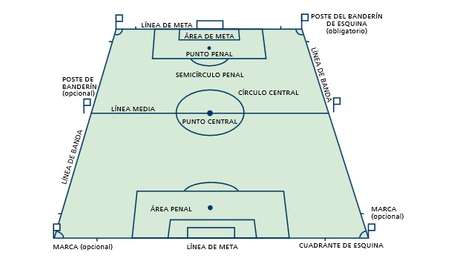 LÍNEA DE META
POSTE DEL BANDERÍN
DE ESQUINA
(obligatorio)
ÁREA DE META
PUNTO PENAL
SEMICÍRCULO PENAL
LÍNEA DE BANDA
POSTE DE
BANDERÍN
(opcional)
CÍRCULO CENTRAL
LÍNEA MEDIA
PUNTO CENTRAL
LÍNEA DE BANDA
ÁREA PENAL
MARCA
(opcional)
MARCA (opcional)
LÍNEA DE META
CUADRANTE DE ESQUINA